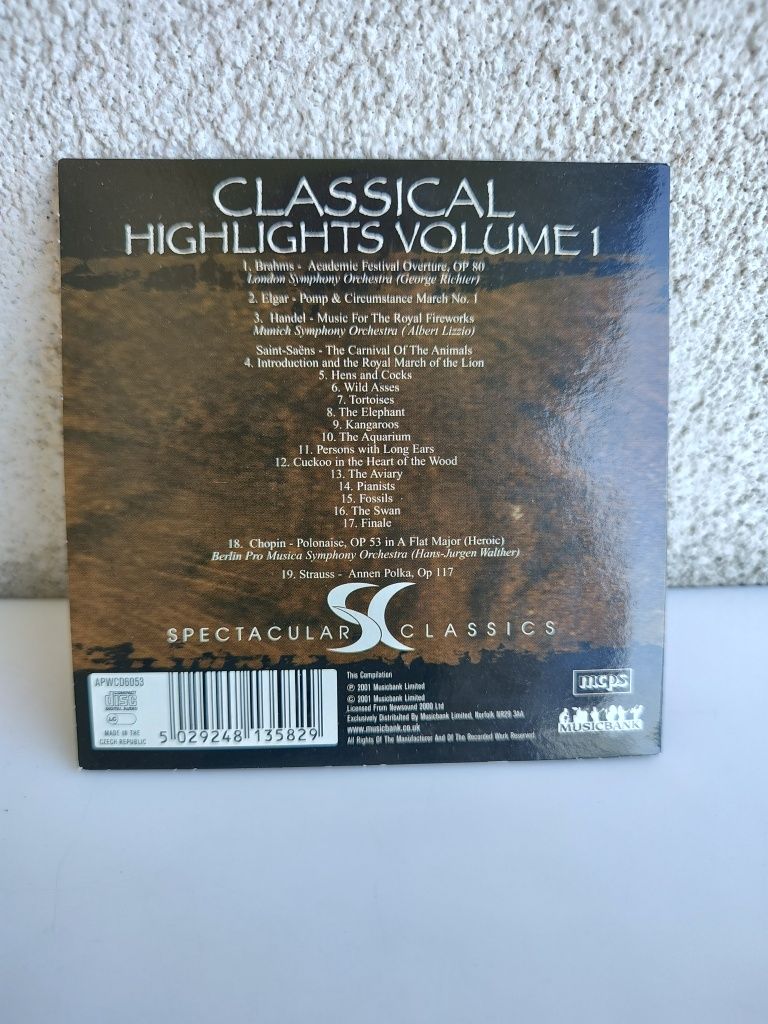 CLASSICAL
HIGHLIGHTS VOLUME 1
1. Brahms - Academic Festival Overture, OP 80
London Symphony Orchestra (George Richter)
2. Elgar - Pomp & Circumstance March No. 1
3. Handel - Music For The Royal Fireworks
Munich Symphony Orchestra (Albert Lizzio)
Saint-Saëns - The Carnival Of The Animals
4. Introduction and the Royal March of the Lion
5. Hens and Cocks
6. Wild Asses
7. Tortoises
8. The Elephant
9. Kangaroos
10. The Aquarium
11. Persons with Long Ears
12. Cuckoo in the Heart of the Wood
13. The Aviary
14. Pianists
15. Fossils
16. The Swan
17. Finale
18. Chopin - Polonaise, OP 53 in A Flat Major (Heroic)
Berlin Pro Musica Symphony Orchestra (Hans-Jurgen Walther)
19. Strauss - Annen Polka, Op 117
SPECTACULAR SC CLASSICS
APWCD6053
COMPACT
disc
DIGITAL AUDIO
LC
MADE IN THE
CZECH REPUBLIC
5 029248 135829
This Compilation
℗ 2001 Musicbank Limited
© 2001 Musicbank Limited
Licensed From Newsound 2000 Ltd
Exclusively Distributed By Musicbank Limited, Norfolk NR29 3AA
www.musicbank.co.uk
All Rights Of The Manufacturer And Of The Recorded Work Reserved
mcps
MUSICBANK